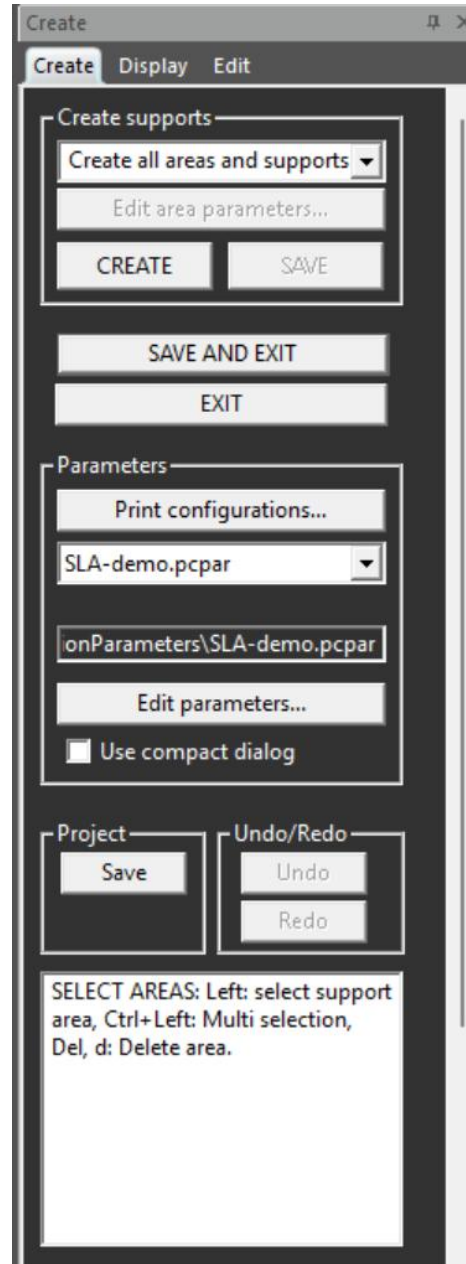 Create
Create Display Edit
Create supports
Create all areas and supports
Edit area parameters...
CREATE SAVE
SAVE AND EXIT
EXIT
Parameters
Print configurations...
SLA-demo.pcpar
ionParameters\SLA-demo.pcpar
Edit parameters...
Use compact dialog
Project Undo/Redo
Save Undo
Redo
SELECT AREAS: Left: select support
area, Ctrl+Left: Multi selection,
Del, d: Delete area.